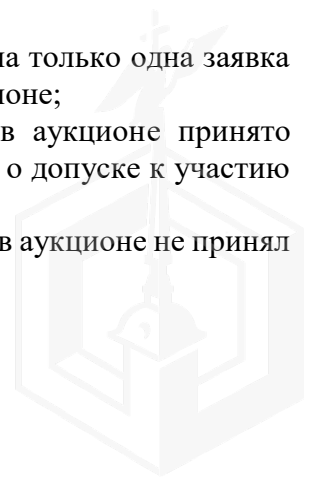 на только одна заявка
ионе;
в аукционе принято
о допуске к участию
в аукционе не принял